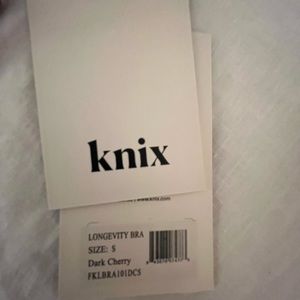 knix
LONGEVITY BRA
SIZE: S
Dark Cherry
FKLBRA101DCS